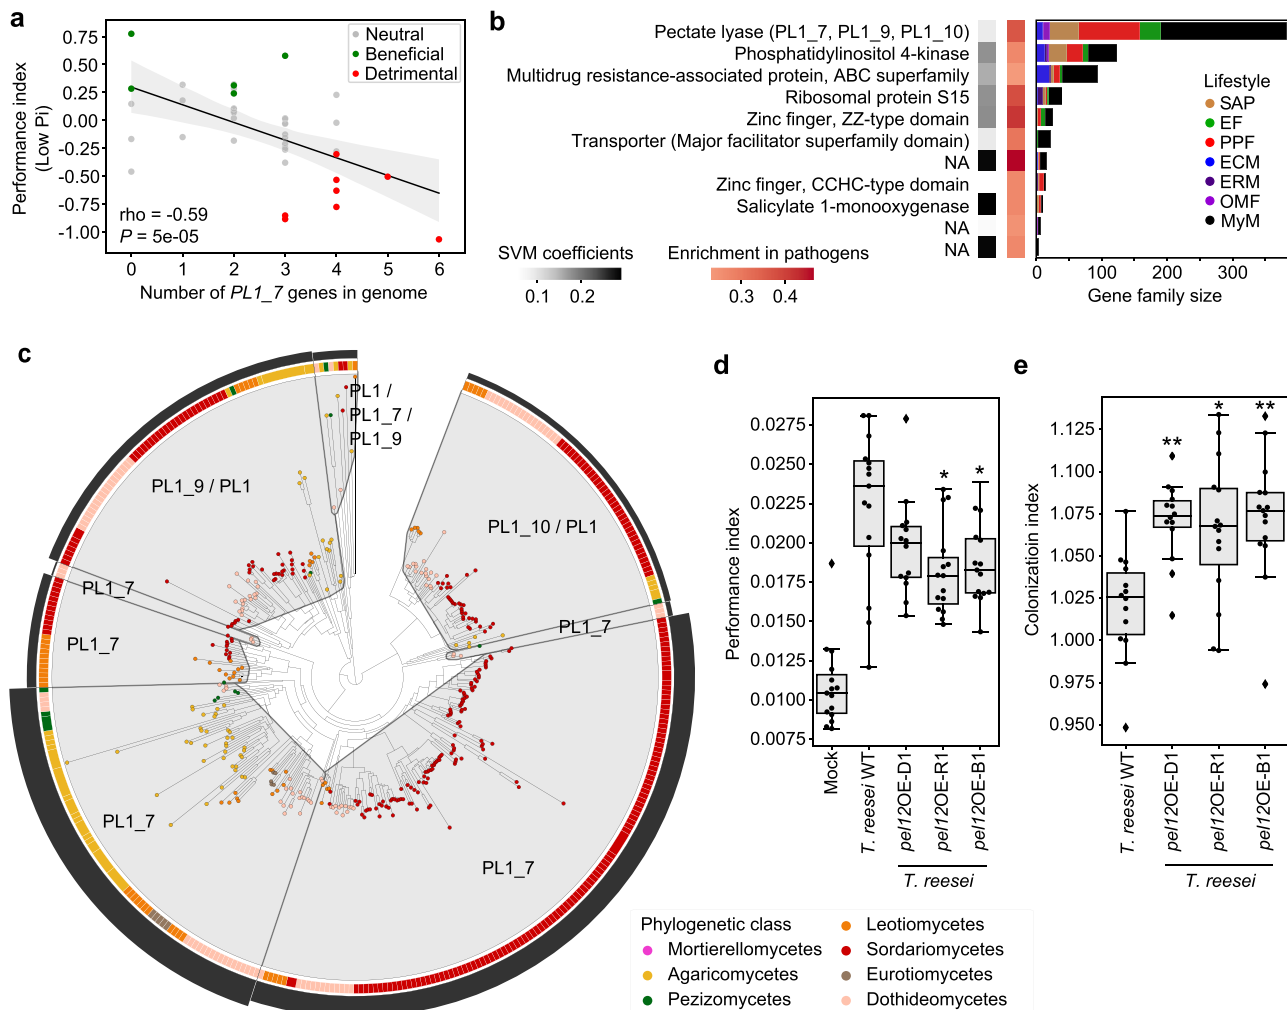 a
Performance index
(Low Pi)
0.75
0.50
0.25
0.00
-0.25
-0.50
-0.75
-1.00
Neutral
Beneficial
Detrimental
rho = -0.59
P = 5e-05
0 1 2 3 4 5 6
Number of PL1_7 genes in genome
b
Pectate lyase (PL1_7, PL1_9, PL1_10)
Phosphatidylinositol 4-kinase
Multidrug resistance-associated protein, ABC superfamily
Ribosomal protein S15
Zinc finger, ZZ-type domain
Transporter (Major facilitator superfamily domain)
NA
Zinc finger, CCHC-type domain
Salicylate 1-monooxygenase
NA
NA
SVM coefficients
0.1 0.2
Enrichment in pathogens
0.3 0.4
Lifestyle
SAP
EF
PPF
ECM
ERM
OMF
MyM
0 100 200 300
Gene family size
c
PL1 /
PL1_7 /
PL1_9
PL1_9 / PL1
PL1_10 / PL1
PL1_7
PL1_7
PL1_7
PL1_7
PL1_7
Phylogenetic class
Mortierellomycetes
Agaricomycetes
Pezizomycetes
Leotiomycetes
Sordariomycetes
Eurotiomycetes
Dothideomycetes
d
Performance index
0.0275
0.0250
0.0225
0.0200
0.0175
0.0150
0.0125
0.0100
0.0075
* *
Mock
T. reesei WT
pel12OE-D1
pel12OE-R1
pel12OE-B1
T. reesei
e
Colonizatioin index
1.125
1.100
1.075
1.050
1.025
1.000
0.975
0.950
** * **
T. reesei WT
pel12OE-D1
pel12OE-R1
pel12OE-B1
T. reesei